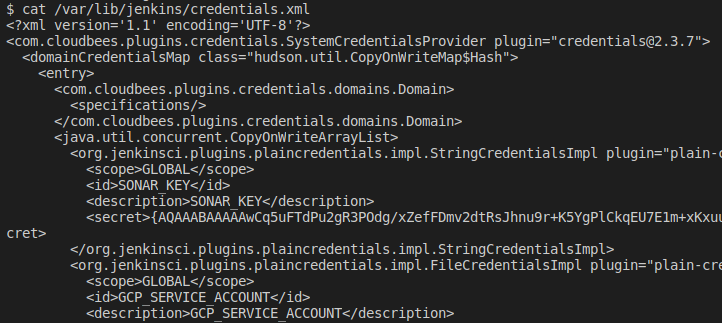 $ cat /var/lib/jenkins/credentials.xml
<?xml version='1.1' encoding='UTF-8'?>
<com.cloudbees.plugins.credentials.SystemCredentialsProvider plugin="credentials@2.3.7">
  <domainCredentialsMap class="hudson.util.CopyOnWriteMap$Hash">
    <entry>
      <com.cloudbees.plugins.credentials.domains.Domain>
        <specifications/>
      </com.cloudbees.plugins.credentials.domains.Domain>
      <java.util.concurrent.CopyOnWriteArrayList>
        <org.jenkinsci.plugins.plaincredentials.impl.StringCredentialsImpl plugin="plain-c
          <scope>GLOBAL</scope>
          <id>SONAR_KEY</id>
          <description>SONAR_KEY</description>
          <secret>{AQAAABAAAAAwCq5uFTdPu2gR3POdg/xZefFDmv2dtRsJhnu9r+K5YgPlCkqEU7E1m+xKxuu
cret>
        </org.jenkinsci.plugins.plaincredentials.impl.StringCredentialsImpl>
        <org.jenkinsci.plugins.plaincredentials.impl.FileCredentialsImpl plugin="plain-cre
          <scope>GLOBAL</scope>
          <id>GCP_SERVICE_ACCOUNT</id>
          <description>GCP_SERVICE_ACCOUNT</description>